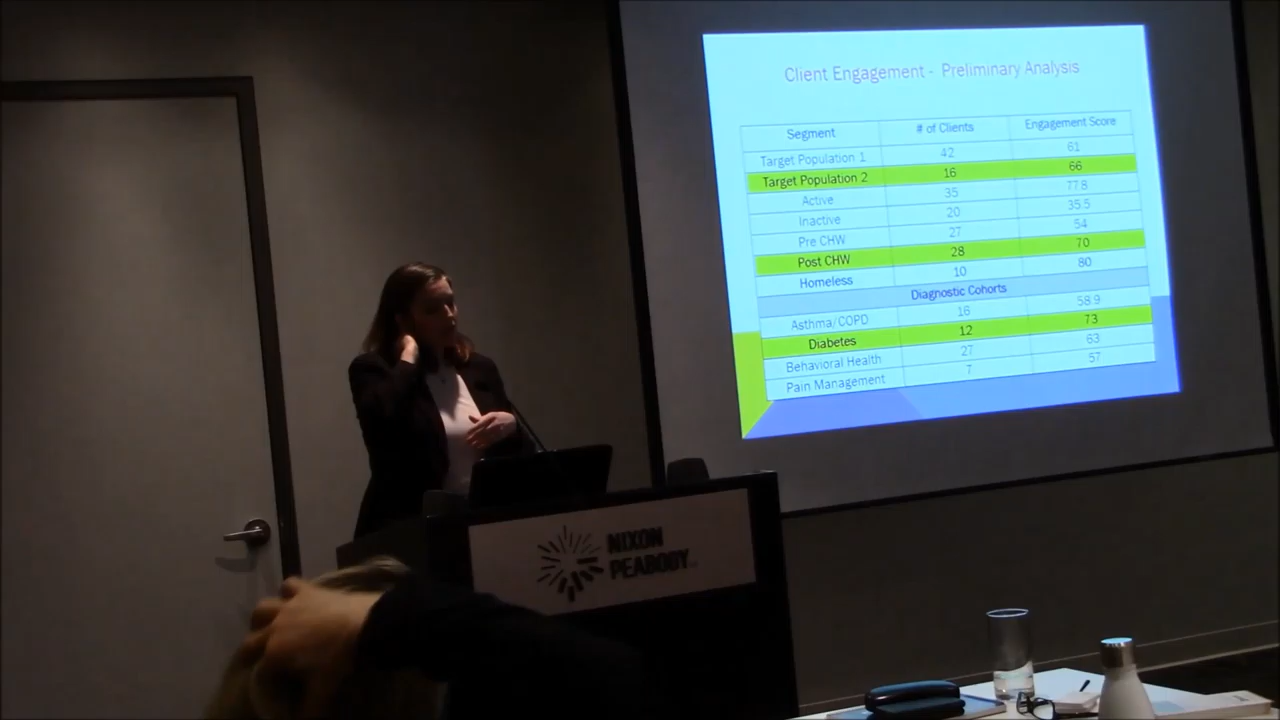 Client Engagement - Preliminary Analysis
Segment # of Clients Engagement Score
Target Population 1 42 61
Target Population 2 16 66
Active 35 77.8
Inactive 20 35.5
Pre CHW 27 54
Post CHW 28 70
Homeless 10 80
Diagnostic Cohorts
Asthma/COPD 16 58.9
Diabetes 12 73
Behavioral Health 27 63
Pain Management 7 57
NIXON
PEABODY